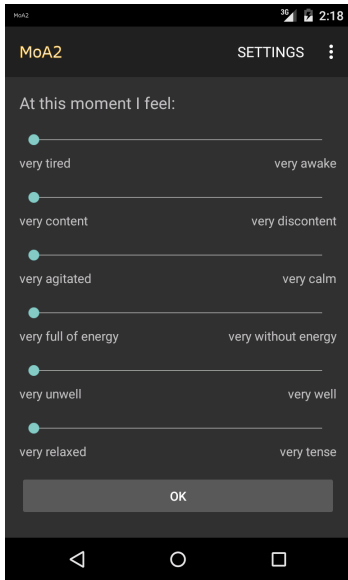 MoA2 3G 2:18
MoA2 SETTINGS
At this moment I feel:
very tired very awake
very content very discontent
very agitated very calm
very full of energy very without energy
very unwell very well
very relaxed very tense
OK